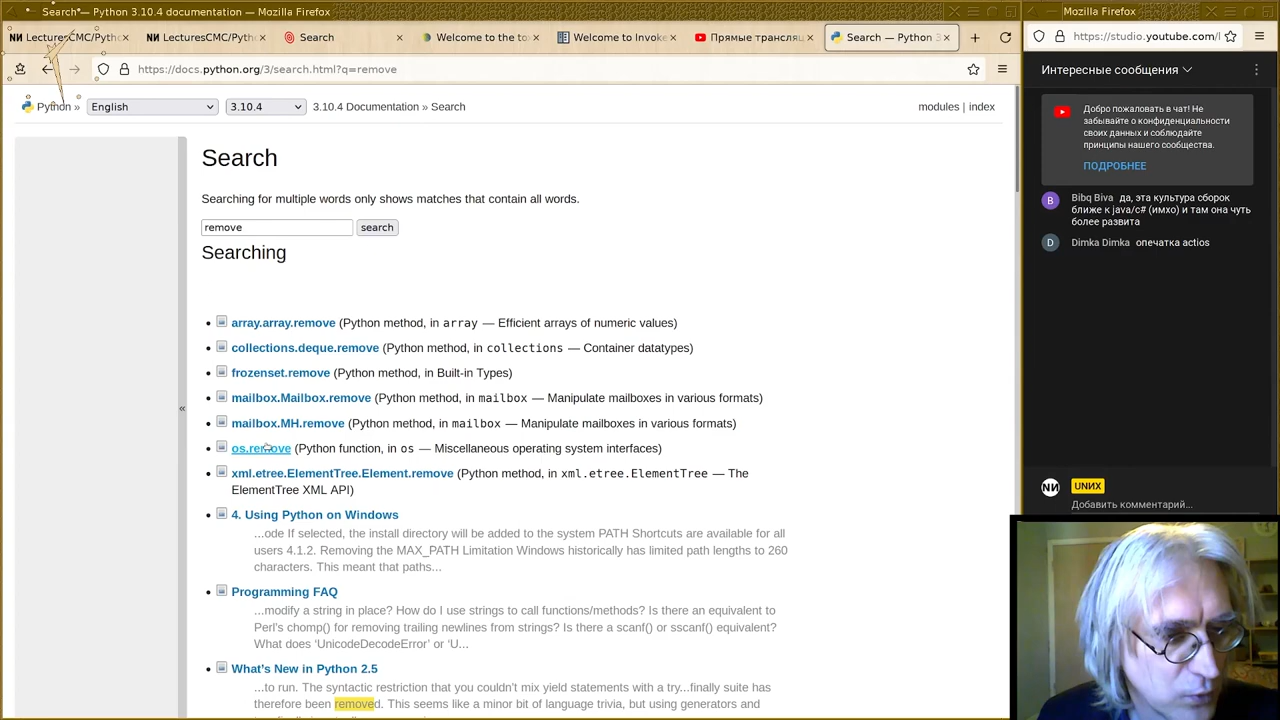 Search — Python 3.10.4 documentation — Mozilla Firefox
Mozilla Firefox
LecturesCMC/Pyth
LecturesCMC/Pyth
Search
Welcome to the to
Welcome to Invoke
Прямые трансляц
Search — Python 3
https://docs.python.org/3/search.html?q=remove
https://studio.youtube.com/l
Python »
English
3.10.4
3.10.4 Documentation » Search
modules | index
Search
Searching for multiple words only shows matches that contain all words.
remove
search
Searching
array.array.remove (Python method, in array — Efficient arrays of numeric values)
collections.deque.remove (Python method, in collections — Container datatypes)
frozenset.remove (Python method, in Built-in Types)
mailbox.Mailbox.remove (Python method, in mailbox — Manipulate mailboxes in various formats)
mailbox.MH.remove (Python method, in mailbox — Manipulate mailboxes in various formats)
os.remove (Python function, in os — Miscellaneous operating system interfaces)
xml.etree.ElementTree.Element.remove (Python method, in xml.etree.ElementTree — The
ElementTree XML API)
4. Using Python on Windows
...ode If selected, the install directory will be added to the system PATH Shortcuts are available for all
users 4.1.2. Removing the MAX_PATH Limitation Windows historically has limited path lengths to 260
characters. This meant that paths...
Programming FAQ
...modify a string in place? How do I use strings to call functions/methods? Is there an equivalent to
Perl's chomp() for removing trailing newlines from strings? Is there a scanf() or sscanf() equivalent?
What does ‘UnicodeDecodeError’ or ‘U...
What's New in Python 2.5
...to run. The syntactic restriction that you couldn't mix yield statements with a try...finally suite has
therefore been removed. This seems like a minor bit of language trivia, but using generators and
Интересные сообщения
Добро пожаловать в чат! Не
забывайте о конфиденциальности
своих данных и соблюдайте
принципы нашего сообщества.
ПОДРОБНЕЕ
B
Bibq Biva да, эта культура сборок
ближе к java/c# (имхо) и там она чуть
более развита
D
Dimka Dimka опечатка actios
UNИX
Добавить комментарий...